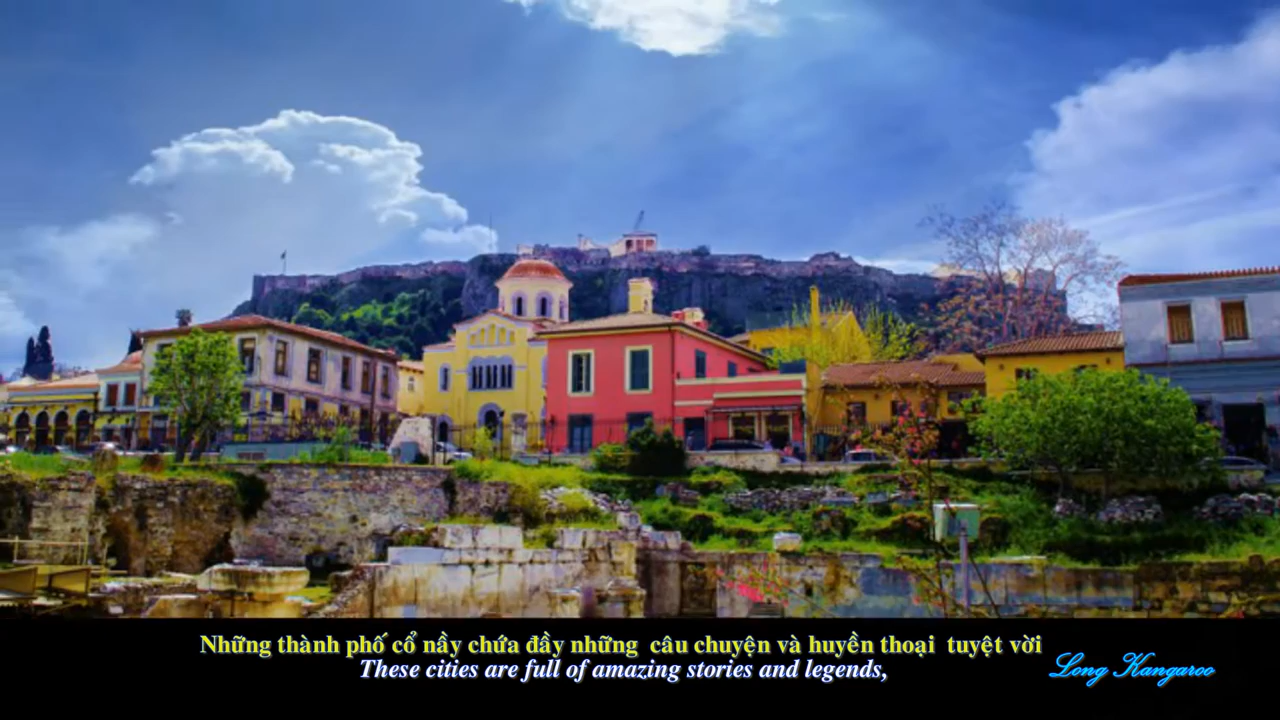 Những thành phố cổ nầy chứa đầy những câu chuyện và huyền thoại tuyệt vời
These cities are full of amazing stories and legends,
Long Kangaroo